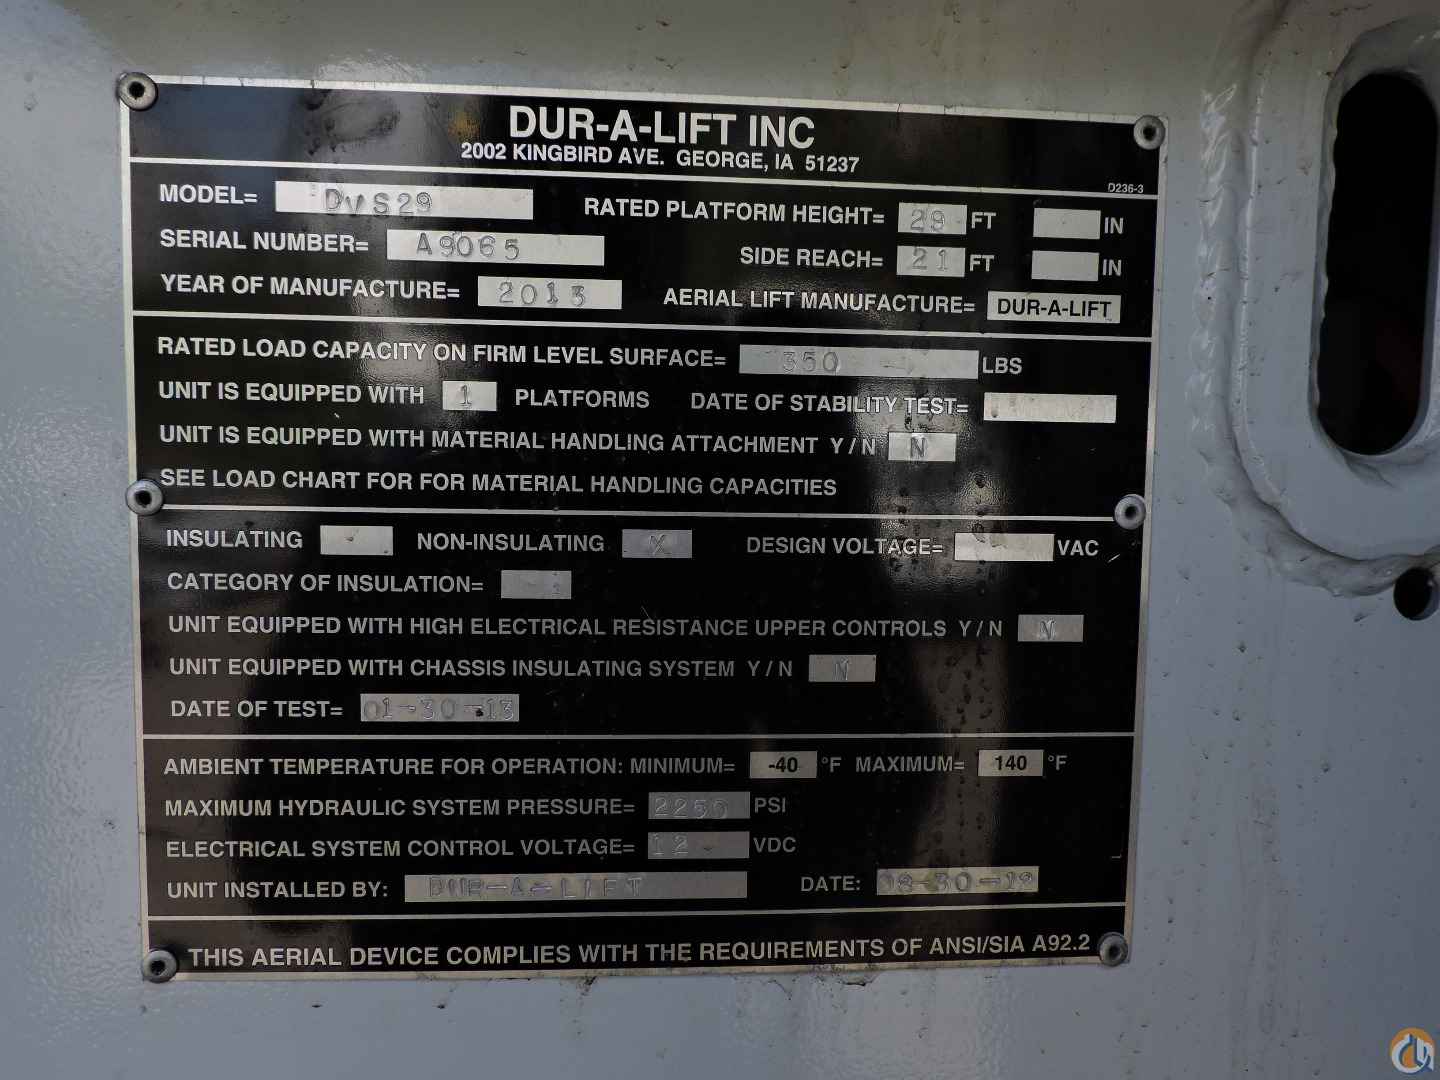 DUR-A-LIFT INC
2002 KINGBIRD AVE. GEORGE, IA 51237
D236-3
MODEL= DVS29 RATED PLATFORM HEIGHT= 29 FT IN
SERIAL NUMBER= A9065 SIDE REACH= 21 FT IN
YEAR OF MANUFACTURE= 2013 AERIAL LIFT MANUFACTURE= DUR-A-LIFT
RATED LOAD CAPACITY ON FIRM LEVEL SURFACE= 350 LBS
UNIT IS EQUIPPED WITH 1 PLATFORMS DATE OF STABILITY TEST=
UNIT IS EQUIPPED WITH MATERIAL HANDLING ATTACHMENT Y / N N
SEE LOAD CHART FOR FOR MATERIAL HANDLING CAPACITIES
INSULATING - NON-INSULATING X DESIGN VOLTAGE= VAC
CATEGORY OF INSULATION= -
UNIT EQUIPPED WITH HIGH ELECTRICAL RESISTANCE UPPER CONTROLS Y / N N
UNIT EQUIPPED WITH CHASSIS INSULATING SYSTEM Y / N N
DATE OF TEST= 01-30-13
AMBIENT TEMPERATURE FOR OPERATION: MINIMUM= -40 °F MAXIMUM= 140 °F
MAXIMUM HYDRAULIC SYSTEM PRESSURE= PSI
ELECTRICAL SYSTEM CONTROL VOLTAGE= 12 VDC
UNIT INSTALLED BY: DUR-A-LIFT DATE:
THIS AERIAL DEVICE COMPLIES WITH THE REQUIREMENTS OF ANSI/SIA A92.2